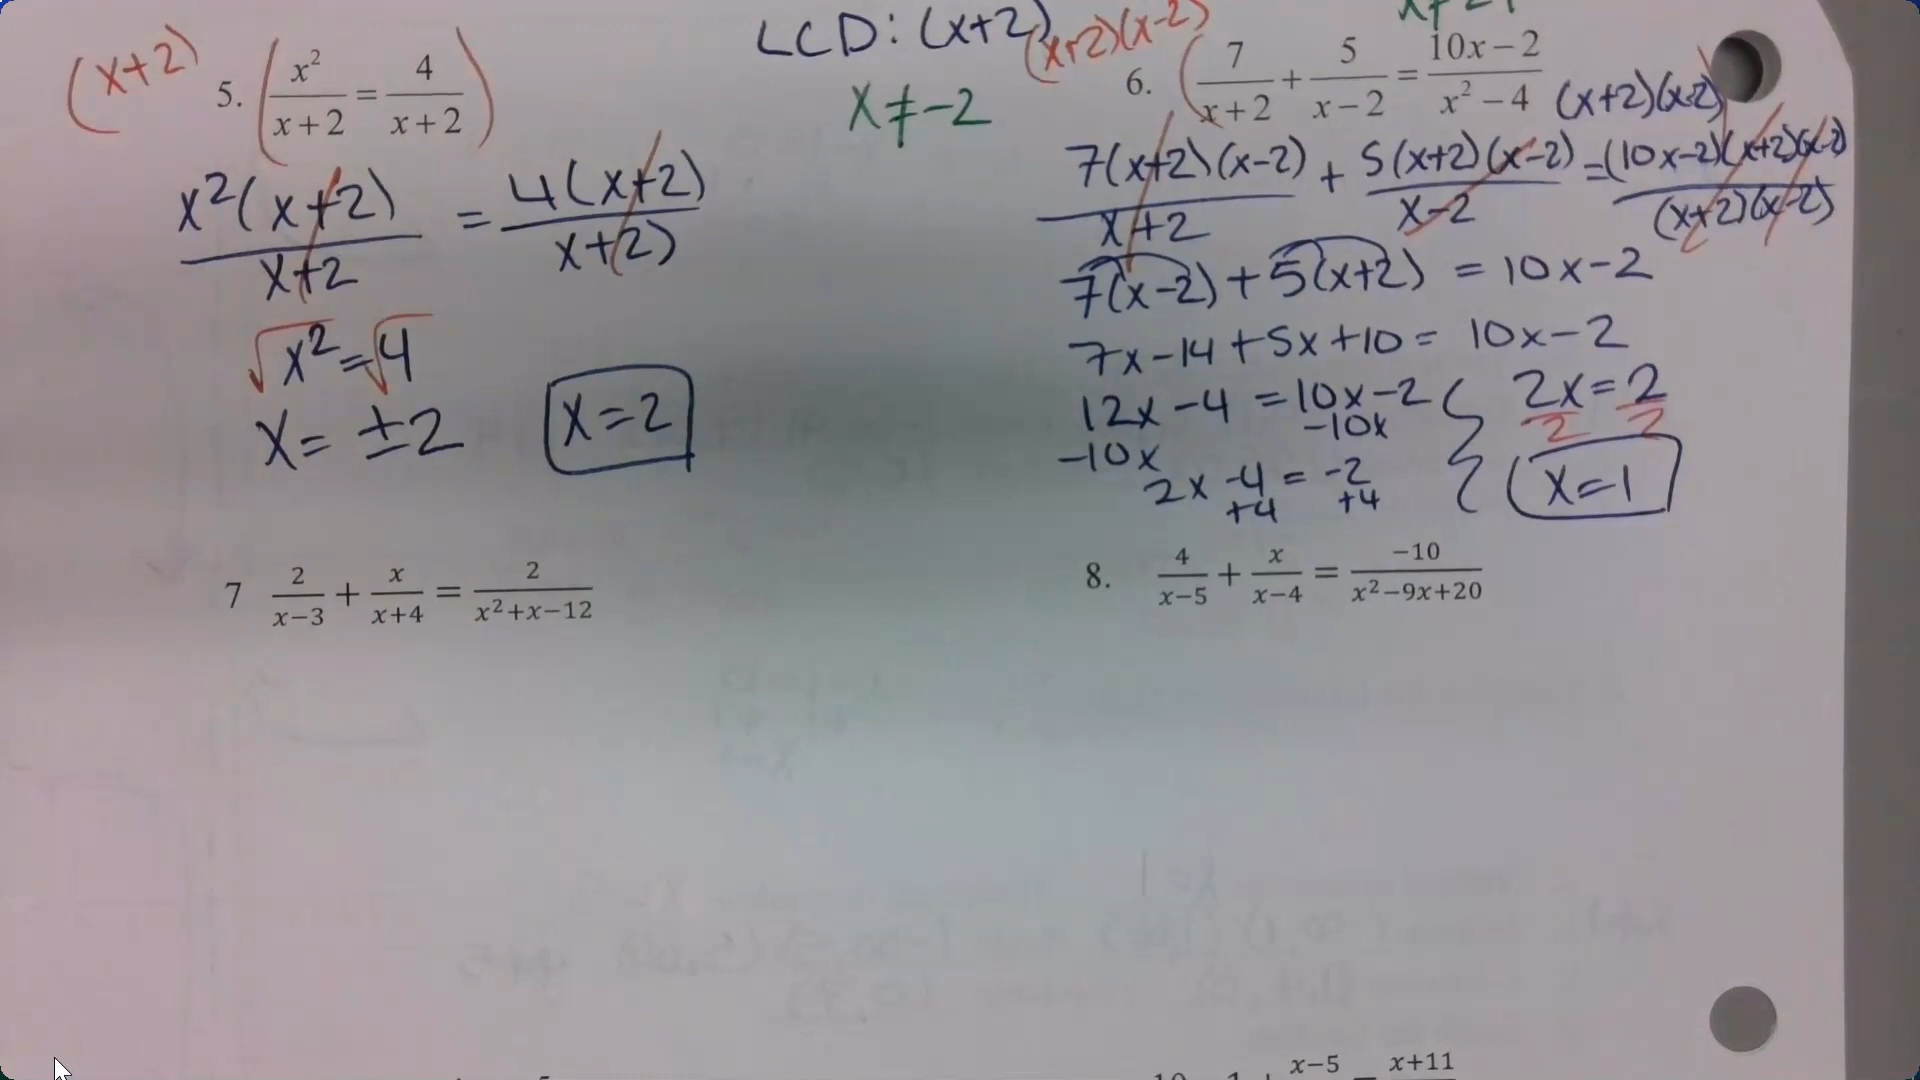 LCD: (x+2)
(x+2) 5. ( x²/(x+2) = 4/(x+2) )
x ≠ -2
x²(x+2)/(x+2) = 4(x+2)/(x+2)
√x² = √4
x = ±2
x=2
(x+2)(x-2)
6. ( 7/(x+2) + 5/(x−2) = (10x−2)/(x²−4) (x+2)(x-2)
7(x+2)(x-2)/(x+2) + 5(x+2)(x-2)/(x-2) = (10x-2)(x+2)(x-2)/((x+2)(x-2))
7(x-2) + 5(x+2) = 10x-2
7x-14+5x+10 = 10x-2
12x-4 = 10x-2
-10x -10x
2x -4 = -2
+4 +4
2x = 2
2 2
x=1
7 2/(x−3) + x/(x+4) = 2/(x²+x−12)
8. 4/(x−5) + x/(x−4) = −10/(x²−9x+20)
x−5 x+11